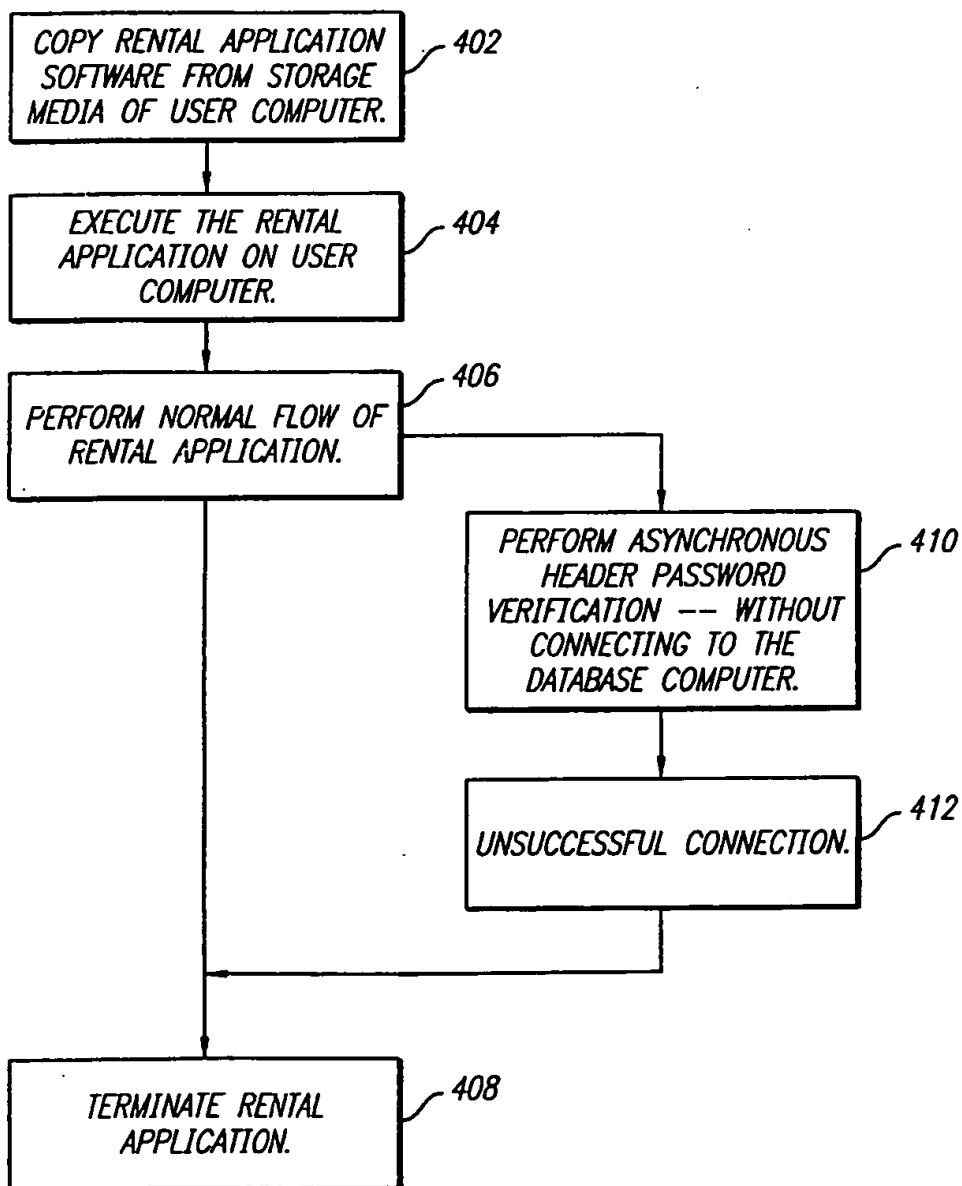 COPY RENTAL APPLICATION
SOFTWARE FROM STORAGE
MEDIA OF USER COMPUTER.
402
EXECUTE THE RENTAL
APPLICATION ON USER
COMPUTER.
404
PERFORM NORMAL FLOW OF
RENTAL APPLICATION.
406
PERFORM ASYNCHRONOUS
HEADER PASSWORD
VERIFICATION -- WITHOUT
CONNECTING TO THE
DATABASE COMPUTER.
410
UNSUCCESSFUL CONNECTION.
412
TERMINATE RENTAL
APPLICATION.
408